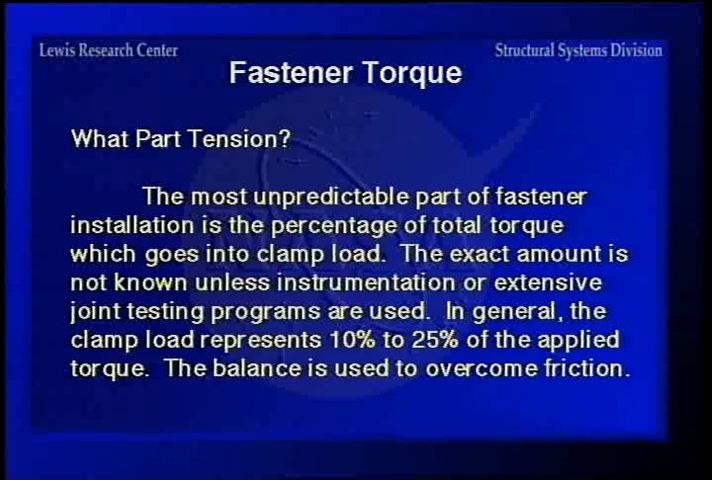 Lewis Research Center
Structural Systems Division
Fastener Torque
What Part Tension?
The most unpredictable part of fastener
installation is the percentage of total torque
which goes into clamp load. The exact amount is
not known unless instrumentation or extensive
joint testing programs are used. In general, the
clamp load represents 10% to 25% of the applied
torque. The balance is used to overcome friction.